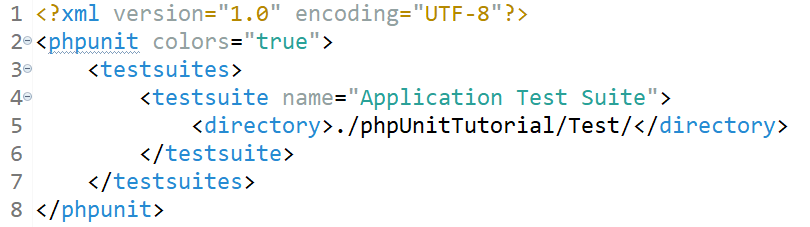 1 <?xml version="1.0" encoding="UTF-8"?>
2 <phpunit colors="true">
3     <testsuites>
4         <testsuite name="Application Test Suite">
5             <directory>./phpUnitTutorial/Test/</directory>
6         </testsuite>
7     </testsuites>
8 </phpunit>